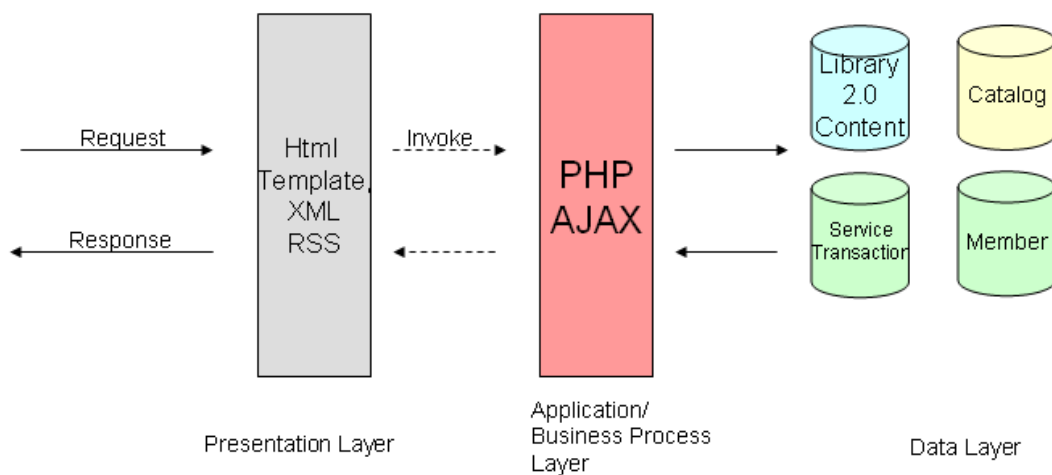 Request
Response
Html
Template,
XML
RSS
Invoke
PHP
AJAX
Library
2.0
Content
Catalog
Service
Transaction
Member
Presentation Layer
Application/
Business Process
Layer
Data Layer